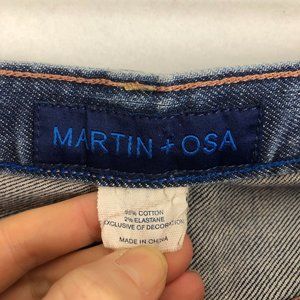 MARTIN + OSA
98% COTTON
2% ELASTANE
EXCLUSIVE OF DECORATION
MADE IN CHINA